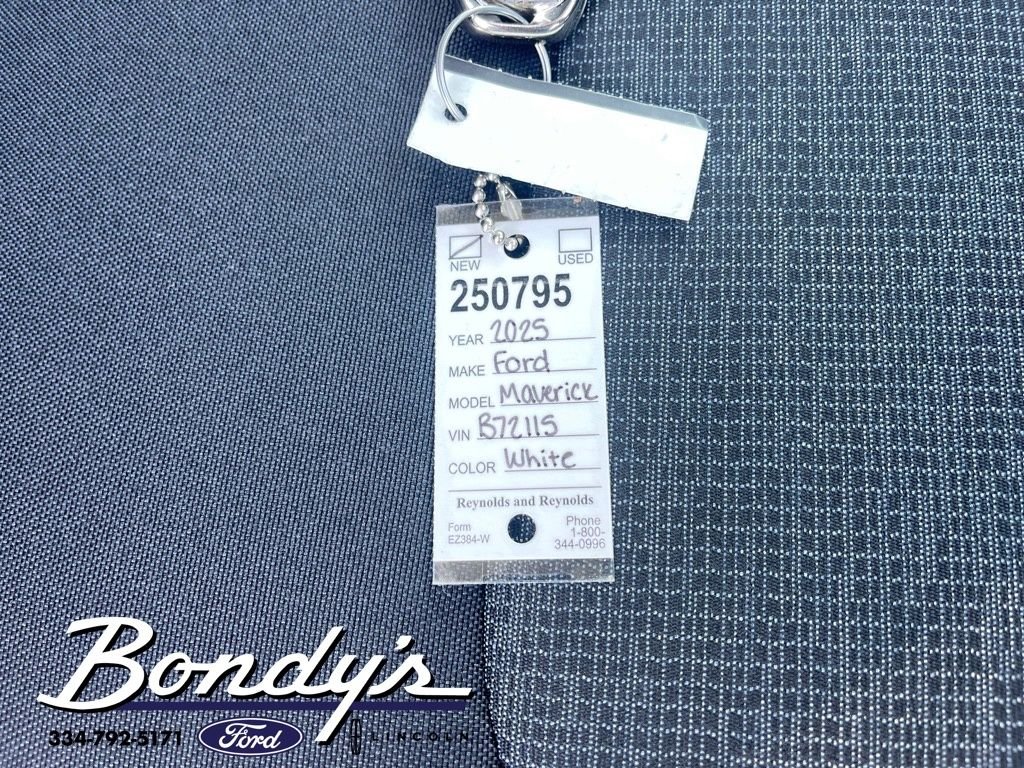 NEW USED
250795
YEAR 2025
MAKE Ford
MODEL Maverick
VIN B72115
COLOR White
Reynolds and Reynolds
Form
EZ384-W
Phone
1-800-
344-0996
Bondy's
334-792-5171 Ford LINCOLN